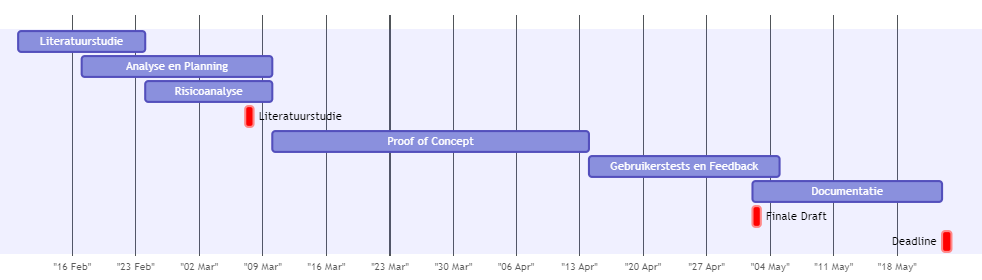 Literatuurstudie
Analyse en Planning
Risicoanalyse
Literatuurstudie
Proof of Concept
Gebruikerstests en Feedback
Documentatie
Finale Draft
Deadline
"16 Feb" "23 Feb" "02 Mar" "09 Mar" "16 Mar" "23 Mar" "30 Mar" "06 Apr" "13 Apr" "20 Apr" "27 Apr" "04 May" "11 May" "18 May"